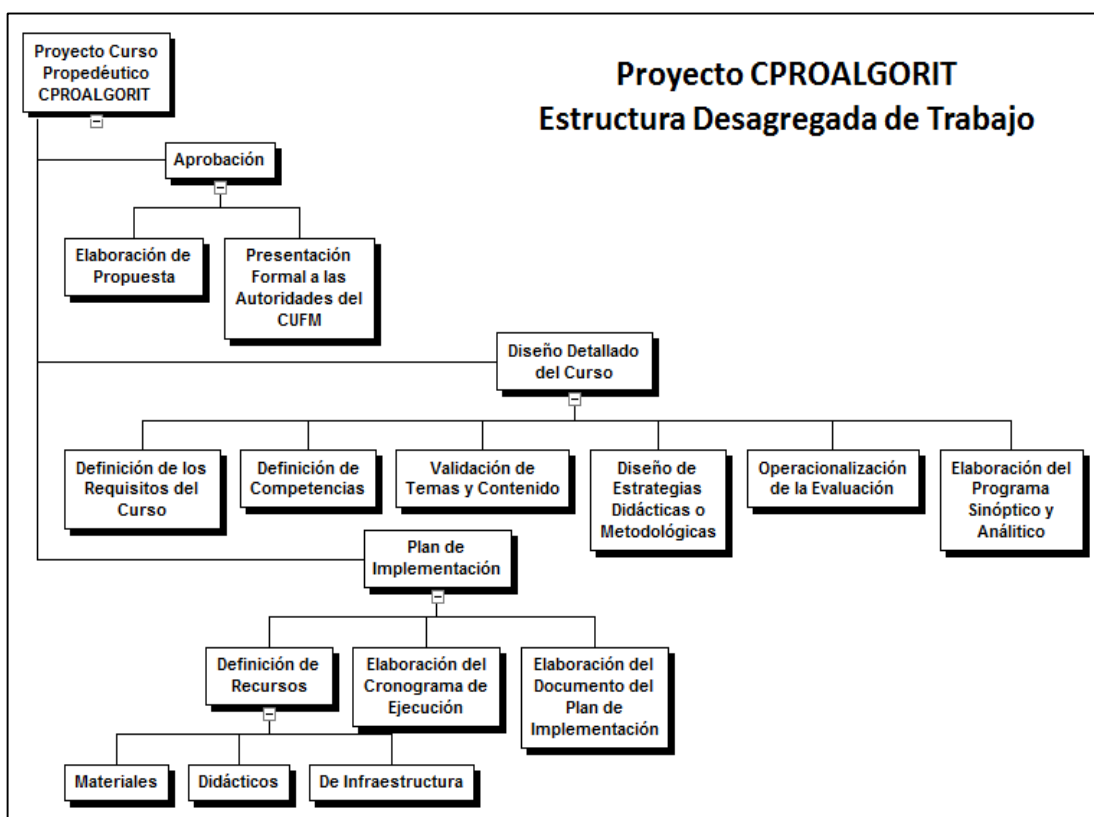 Proyecto Curso
Propedéutico
CPROALGORIT
Proyecto CPROALGORIT
Estructura Desagregada de Trabajo
Aprobación
Elaboración de
Propuesta
Presentación
Formal a las
Autoridades del
CUFM
Diseño Detallado
del Curso
Definición de los
Requisitos del
Curso
Definición de
Competencias
Validación de
Temas y Contenido
Diseño de
Estrategias
Didácticas o
Metodológicas
Operacionalización
de la Evaluación
Elaboración del
Programa
Sinóptico y
Análitico
Plan de
Implementación
Definición de
Recursos
Elaboración del
Cronograma de
Ejecución
Elaboración del
Documento del
Plan de
Implementación
Materiales
Didácticos
De Infraestructura